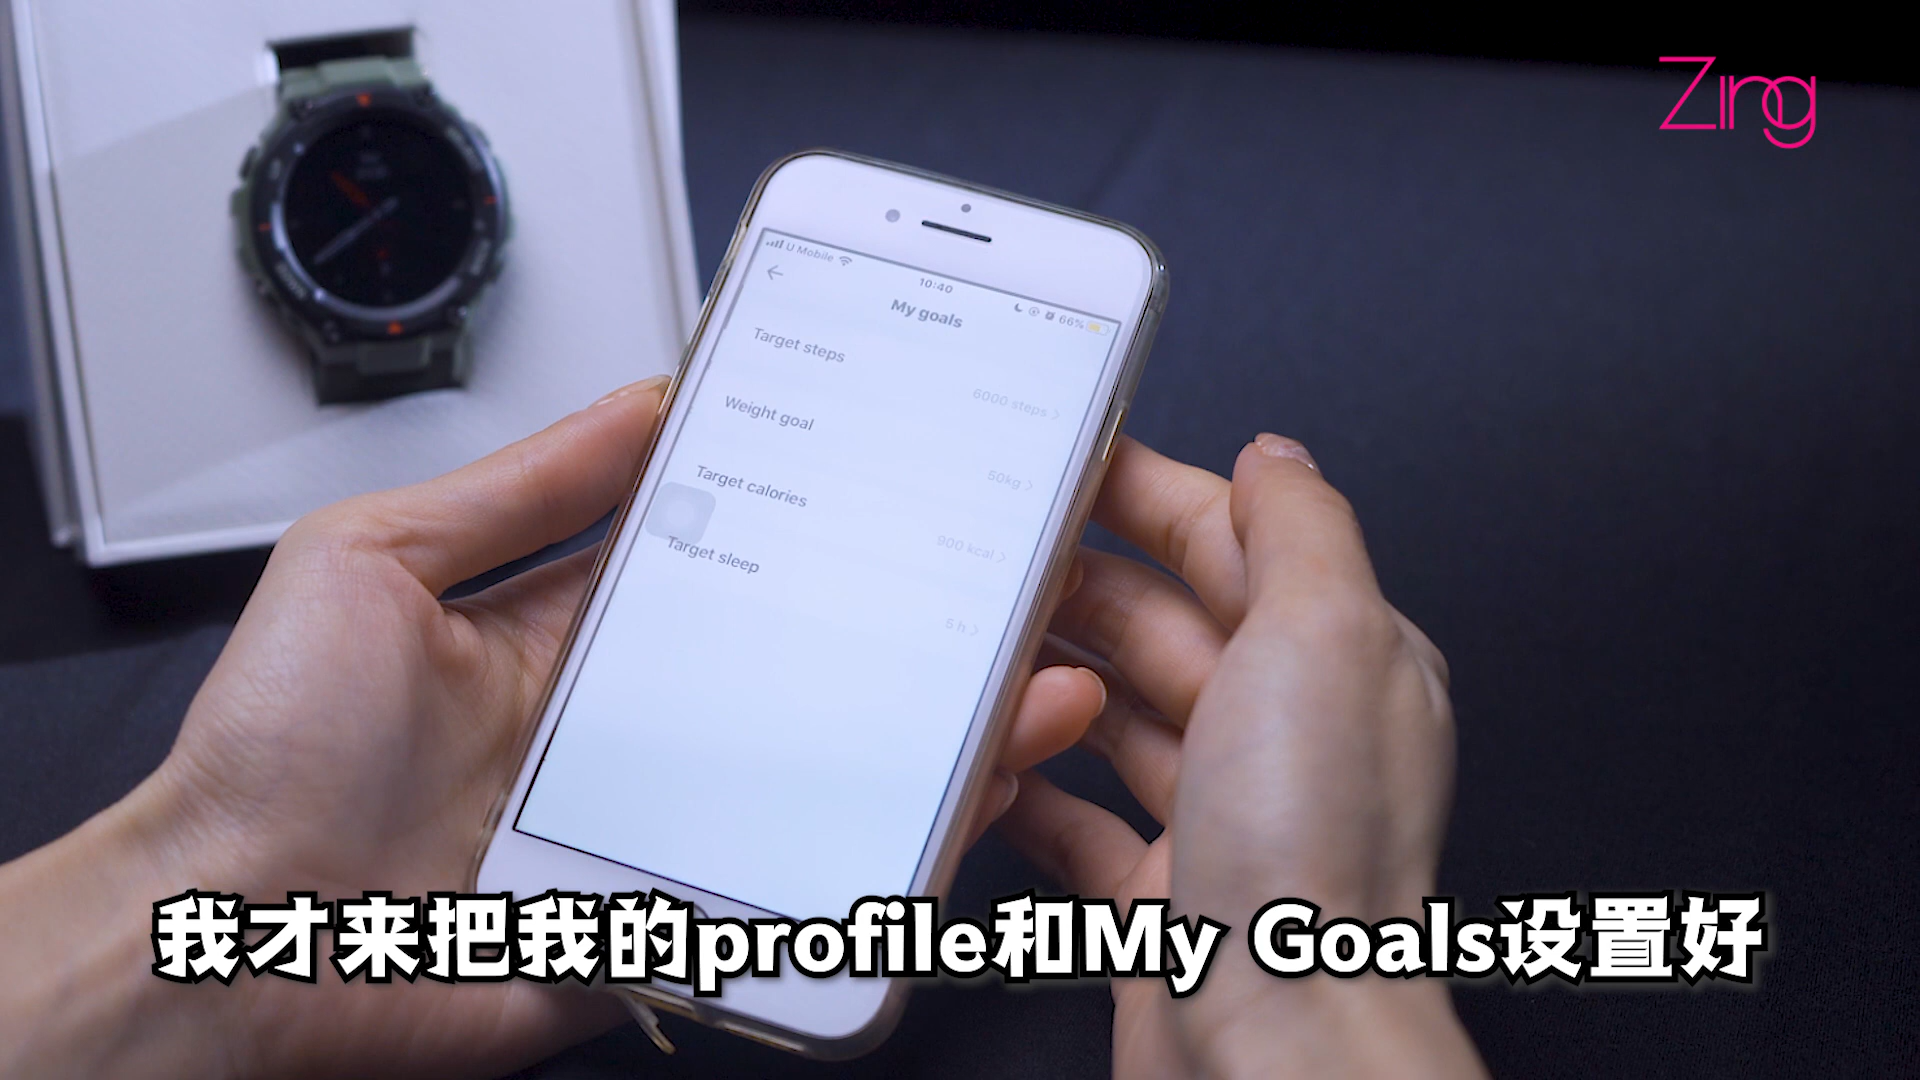 Zing
U Mobile
10:40
66%
My goals
Target steps
6000 steps
Weight goal
50kg
Target calories
900 kcal
Target sleep
我才来把我的profile和My Goals设置好